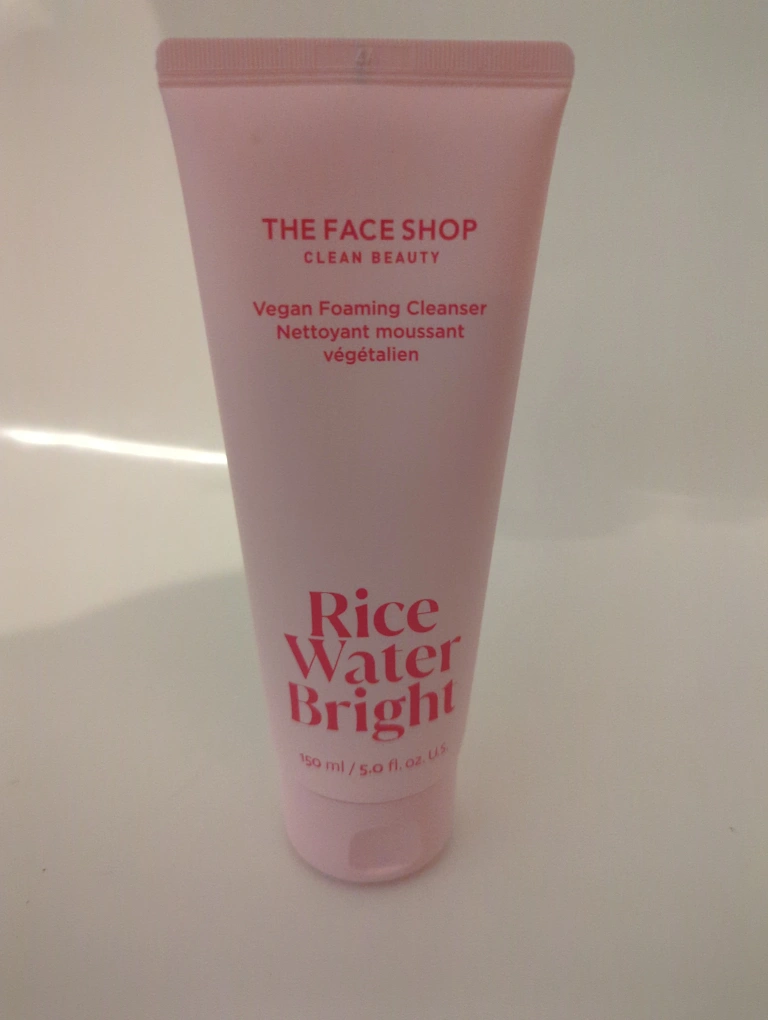 THE FACE SHOP
CLEAN BEAUTY
Vegan Foaming Cleanser
Nettoyant moussant
végétalien
Rice
Water
Bright
150 ml / 5.0 fl. oz. U.S.